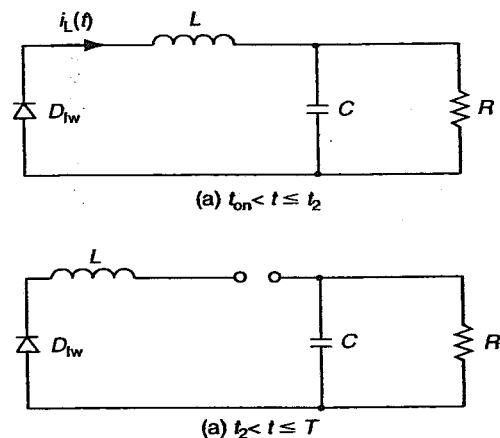 i_L(t)
L
D_fw
C
R
(a) t_on < t ≤ t_2
L
D_fw
C
R
(a) t_2 < t ≤ T